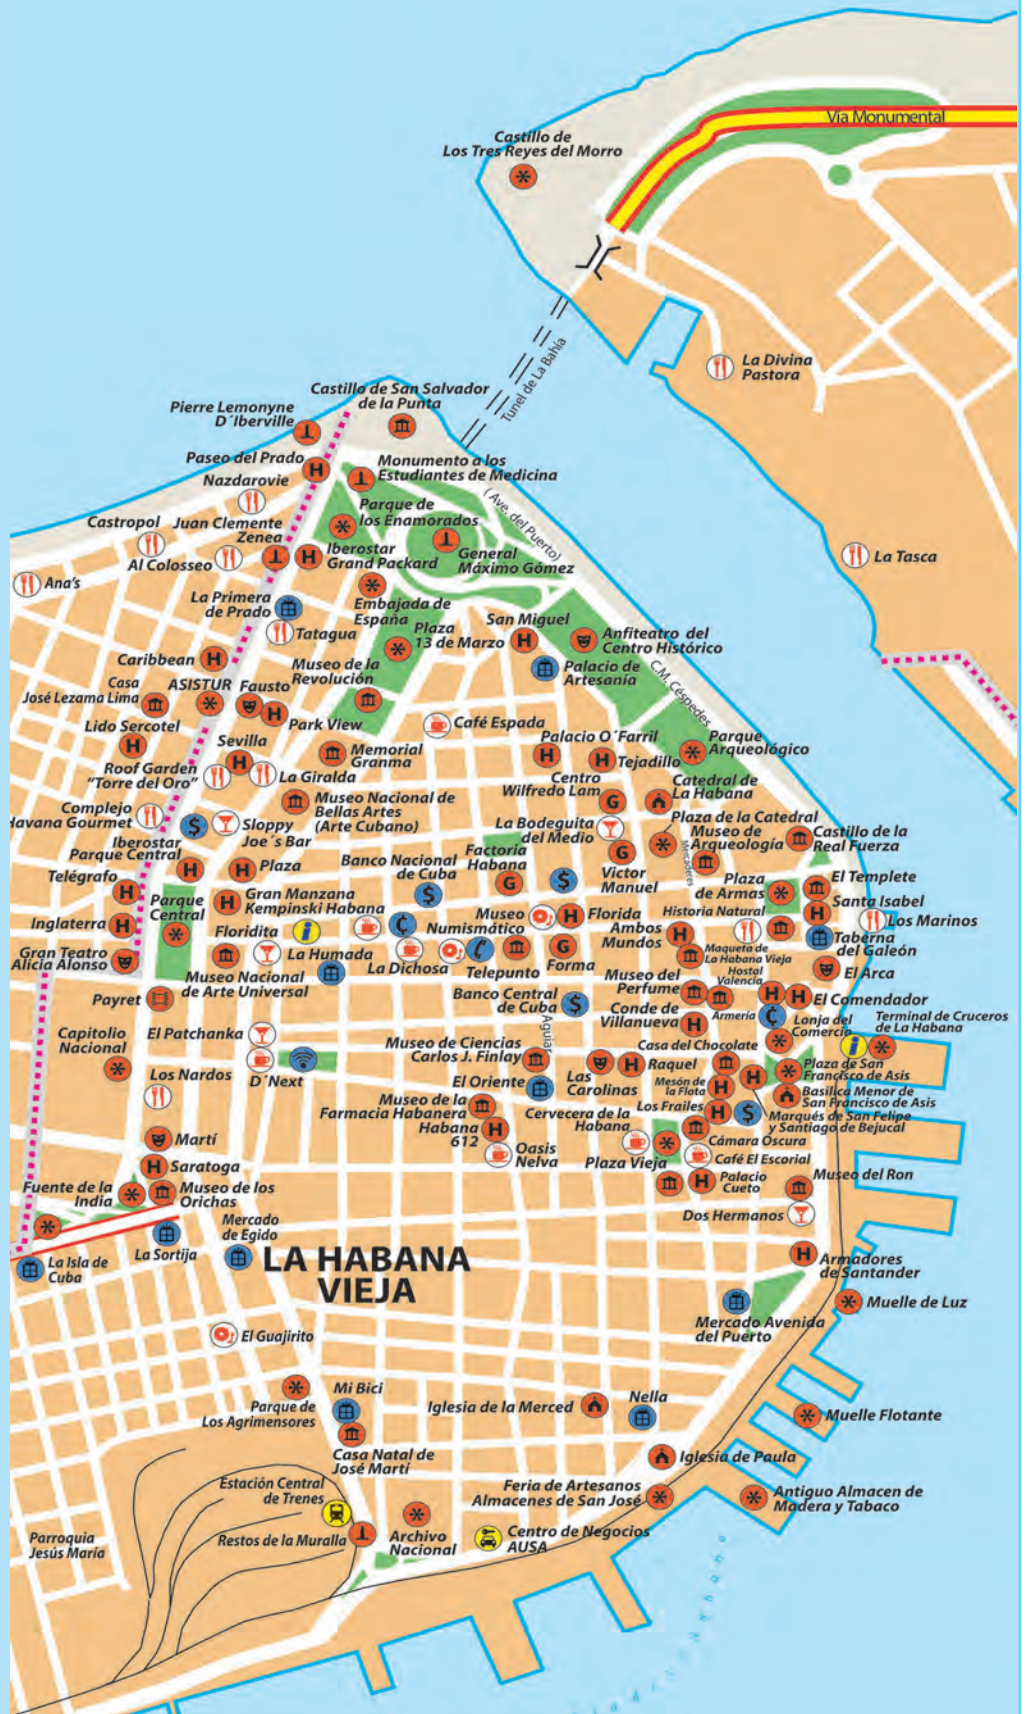 Via Monumental
Castillo de
Los Tres Reyes del Morro
La Divina
Pastora
Tunel de La Bahía
Castillo de San Salvador
de la Punta
Pierre Lemonyne
D´Iberville
Paseo del Prado
Monumento a los
Estudiantes de Medicina
Nazdarovie
(Ave. del Puerto)
Parque de
los Enamorados
Castropol
Juan Clemente
Zenea
Al Colosseo
Iberostar
Grand Packard
General
Máximo Gómez
La Tasca
Ana's
La Primera
de Prado
Embajada de
España
Tatagua
Plaza
13 de Marzo
San Miguel
Anfiteatro del
Centro Histórico
Caribbean
Museo de la
Revolución
Palacio de
Artesanía
C.M. Céspedes
Casa
José Lezama Lima
ASISTUR
Fausto
Park View
Café Espada
Lido Sercotel
Sevilla
Palacio O´Farril
Tejadillo
Parque
Arqueológico
Roof Garden
"Torre del Oro"
La Giralda
Memorial
Granma
Centro
Wilfredo Lam
Catedral de
La Habana
Complejo
Havana Gourmet
Museo Nacional de
Bellas Artes
(Arte Cubano)
Sloppy
Joe´s Bar
La Bodeguita
del Medio
Plaza de la Catedral
Museo de
Arqueología
Mercaderes
Castillo de la
Real Fuerza
Iberostar
Parque Central
Plaza
Banco Nacional
de Cuba
Factoria
Habana
Victor
Manuel
Telégrafo
Plaza
de Armas
El Templete
Santa Isabel
Parque
Central
Gran Manzana
Kempinski Habana
Inglaterra
Floridita
Museo
Numismático
Florida
Ambos
Mundos
Historia Natural
Los Marinos
Taberna
del Galeón
Gran Teatro
Alicia Alonso
La Humada
La Dichosa
Telepunto
Forma
Maqueta de
La Habana Vieja
Hostal
Valencia
El Arca
Museo Nacional
de Arte Universal
Payret
Banco Central
de Cuba
Museo del
Perfume
Armería
El Comendador
Conde de
Villanueva
Lonja del
Comercio
Terminal de Cruceros
de La Habana
Capitolio
Nacional
El Patchanka
Aguiar
Museo de Ciencias
Carlos J. Finlay
Casa del Chocolate
Los Nardos
D´Next
El Oriente
Las
Carolinas
Raquel
Plaza de San
Francisco de Asis
Mesón de
la Flota
Basílica Menor de
San Francisco de Asis
Museo de la
Farmacia Habanera
Habana
612
Cervecera de la
Habana
Los Frailes
Marqués de San Felipe
y Santiago de Bejucal
Martí
Oasis
Nelva
Cámara Oscura
Plaza Vieja
Café El Escorial
Saratoga
Fuente de la
India
Museo de los
Orichas
Palacio
Cueto
Museo del Ron
Dos Hermanos
La Isla de
Cuba
La Sortija
Mercado
de Egido
LA HABANA
VIEJA
Armadores
de Santander
Muelle de Luz
Mercado Avenida
del Puerto
El Guajirito
Parque de
Los Agrimensores
Mi Bici
Casa Natal de
José Martí
Iglesia de la Merced
Nella
Muelle Flotante
Iglesia de Paula
Estación Central
de Trenes
Feria de Artesanos
Almacenes de San José
Antiguo Almacen de
Madera y Tabaco
Restos de la Muralla
Archivo
Nacional
Centro de Negocios
AUSA
Parroquia
Jesús María